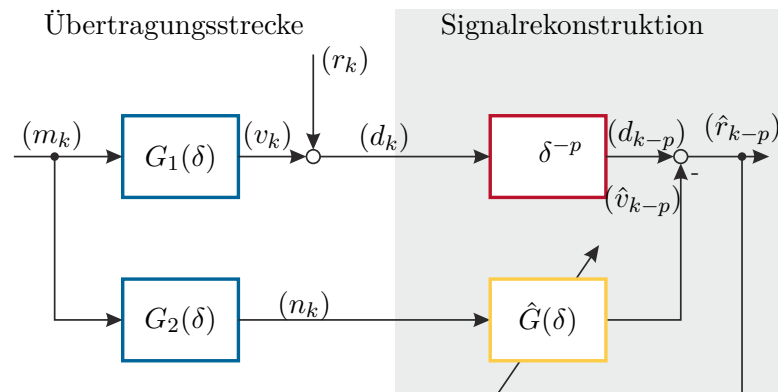 Übertragungsstrecke
Signalrekonstruktion
(r_k)
(m_k)
G_1(δ)
(v_k)
(d_k)
δ^{-p}
(d_{k-p})
(r̂_{k-p})
-
(v̂_{k-p})
G_2(δ)
(n_k)
Ĝ(δ)